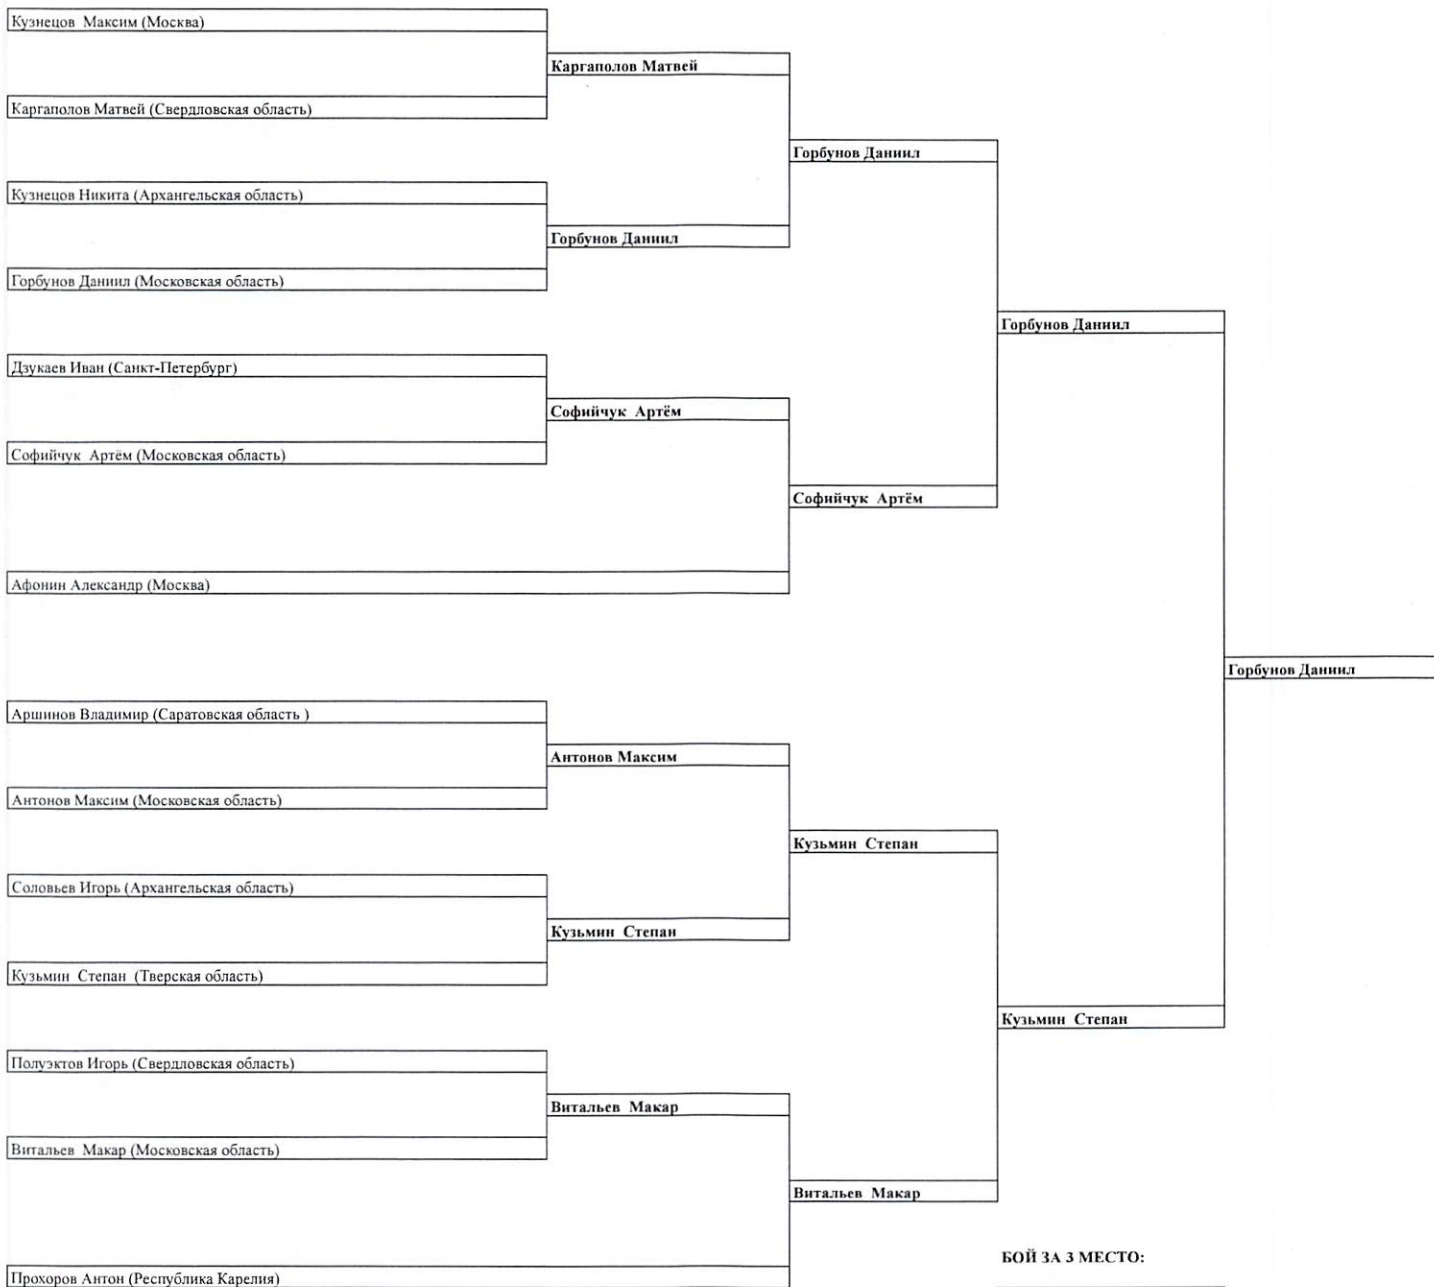 Кузнецов  Максим (Москва)
Каргаполов Матвей
Каргаполов Матвей (Свердловская область)
Горбунов Даниил
Кузнецов Никита (Архангельская область)
Горбунов Даниил
Горбунов Даниил (Московская область)
Горбунов Даниил
Дзукаев Иван (Санкт-Петербург)
Софийчук  Артём
Софийчук  Артём (Московская область)
Софийчук  Артём
Афонин Александр (Москва)
Горбунов Даниил
Аршинов Владимир (Саратовская область )
Антонов Максим
Антонов Максим (Московская область)
Кузьмин  Степан
Соловьев Игорь (Архангельская область)
Кузьмин  Степан
Кузьмин  Степан  (Тверская область)
Кузьмин  Степан
Полуэктов Игорь (Свердловская область)
Витальев  Макар
Витальев  Макар (Московская область)
Витальев  Макар
БОЙ ЗА 3 МЕСТО:
Прохоров Антон (Республика Карелия)